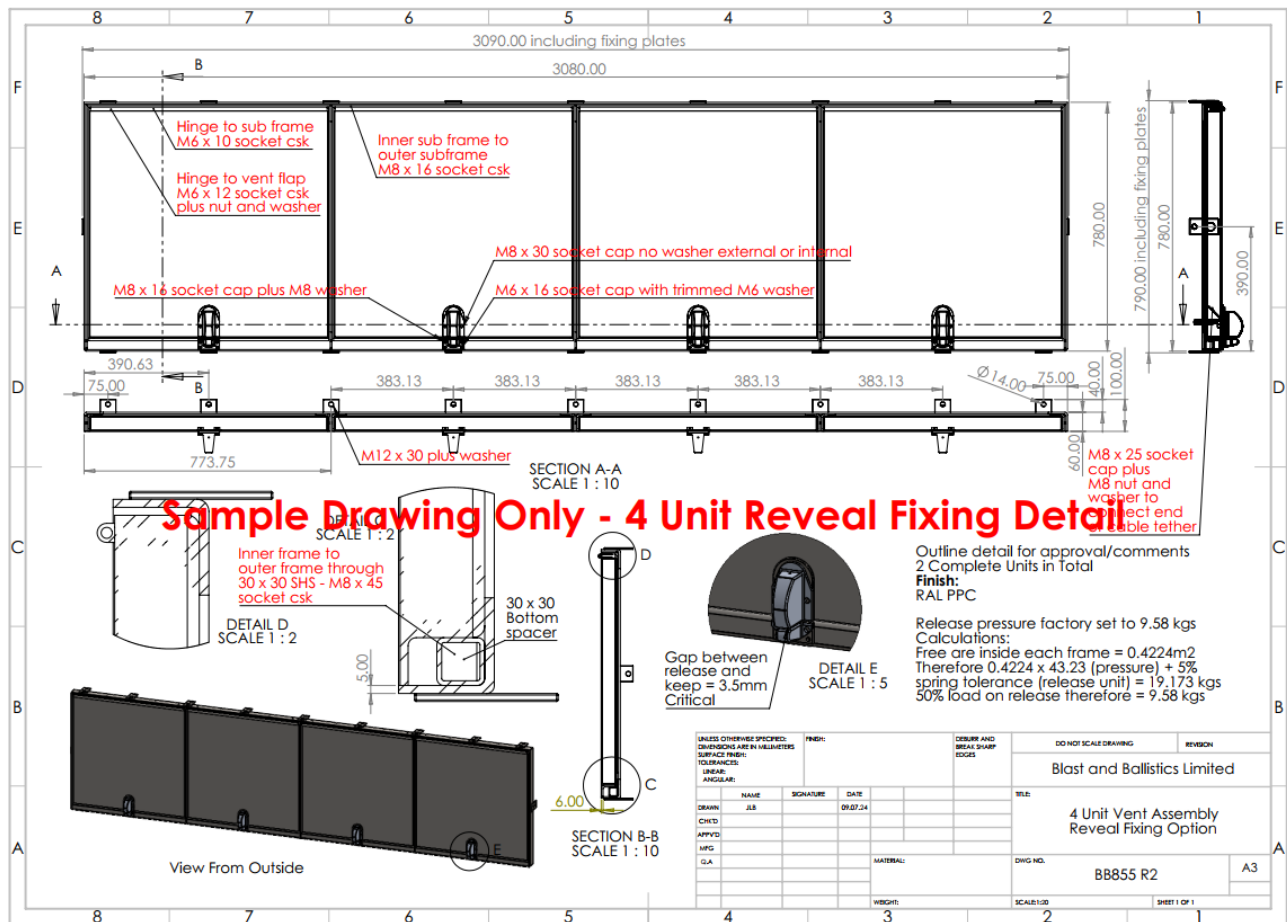 8 7 6 5 4 3 2 1
F
E
D
C
B
A
3090.00 including fixing plates
3080.00
B
Hinge to sub frame
M6 x 10 socket csk
Hinge to vent flap
M6 x 12 socket csk
plus nut and washer
Inner sub frame to
outer subframe
M8 x 16 socket csk
M8 x 30 socket cap no washer external or internal
M8 x 16 socket cap plus M8 washer
M6 x 16 socket cap with trimmed M6 washer
A
780.00
790.00 including fixing plates
780.00
390.00
A
390.63
B
75.00
383.13
383.13
383.13
383.13
Ø14.00
75.00
40.00
100.00
60.00
773.75
M12 x 30 plus washer
SECTION A-A
SCALE 1 : 10
M8 x 25 socket
cap plus
M8 nut and
washer to
connect end
of cable tether
Sample Drawing Only - 4 Unit Reveal Fixing Detail
DETAIL C
SCALE 1 : 2
Inner frame to
outer frame through
30 x 30 SHS - M8 x 45
socket csk
DETAIL D
SCALE 1 : 2
30 x 30
Bottom
spacer
5.00
D
C
6.00
SECTION B-B
SCALE 1 : 10
Gap between
release and
keep = 3.5mm
Critical
DETAIL E
SCALE 1 : 5
Outline detail for approval/comments
2 Complete Units in Total
Finish:
RAL PPC
Release pressure factory set to 9.58 kgs
Calculations:
Free are inside each frame = 0.4224m2
Therefore 0.4224 x 43.23 (pressure) + 5%
spring tolerance (release unit) = 19.173 kgs
50% load on release therefore = 9.58 kgs
E
View From Outside
UNLESS OTHERWISE SPECIFIED:
DIMENSIONS ARE IN MILLIMETERS
SURFACE FINISH:
TOLERANCES:
LINEAR:
ANGULAR:
FINISH:
DEBURR AND
BREAK SHARP
EDGES
DO NOT SCALE DRAWING
REVISION
Blast and Ballistics Limited
NAME SIGNATURE DATE
DRAWN JLB 09.07.24
CHK'D
APPV'D
MFG
Q.A
MATERIAL:
WEIGHT:
TITLE:
4 Unit Vent Assembly
Reveal Fixing Option
DWG NO.
BB855 R2
A3
SCALE:1:20
SHEET 1 OF 1
F
E
D
C
B
A
8 7 6 5 4 3 2 1